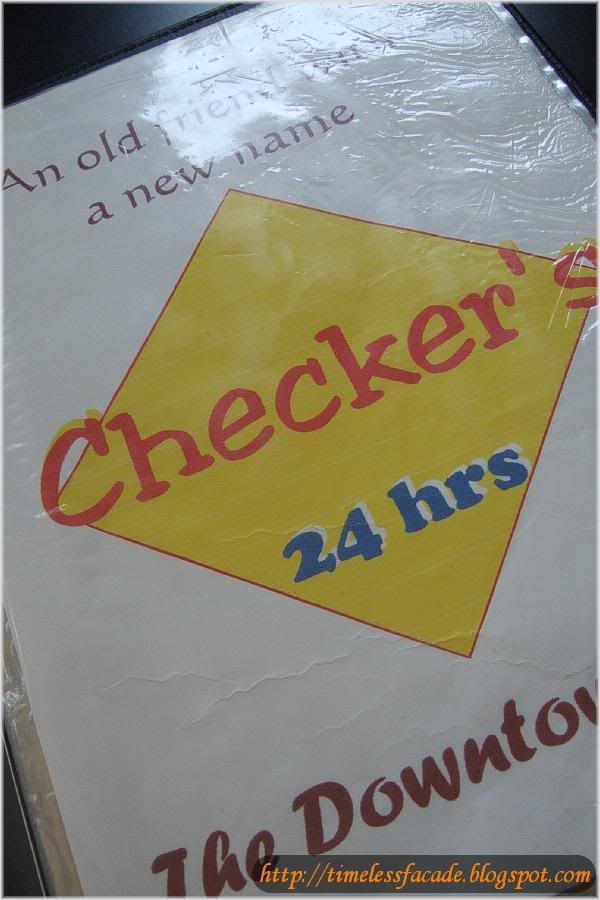 An old friend
a new name
Checker's
24 hrs
The Downtow
http://timelessfacade.blogspot.com